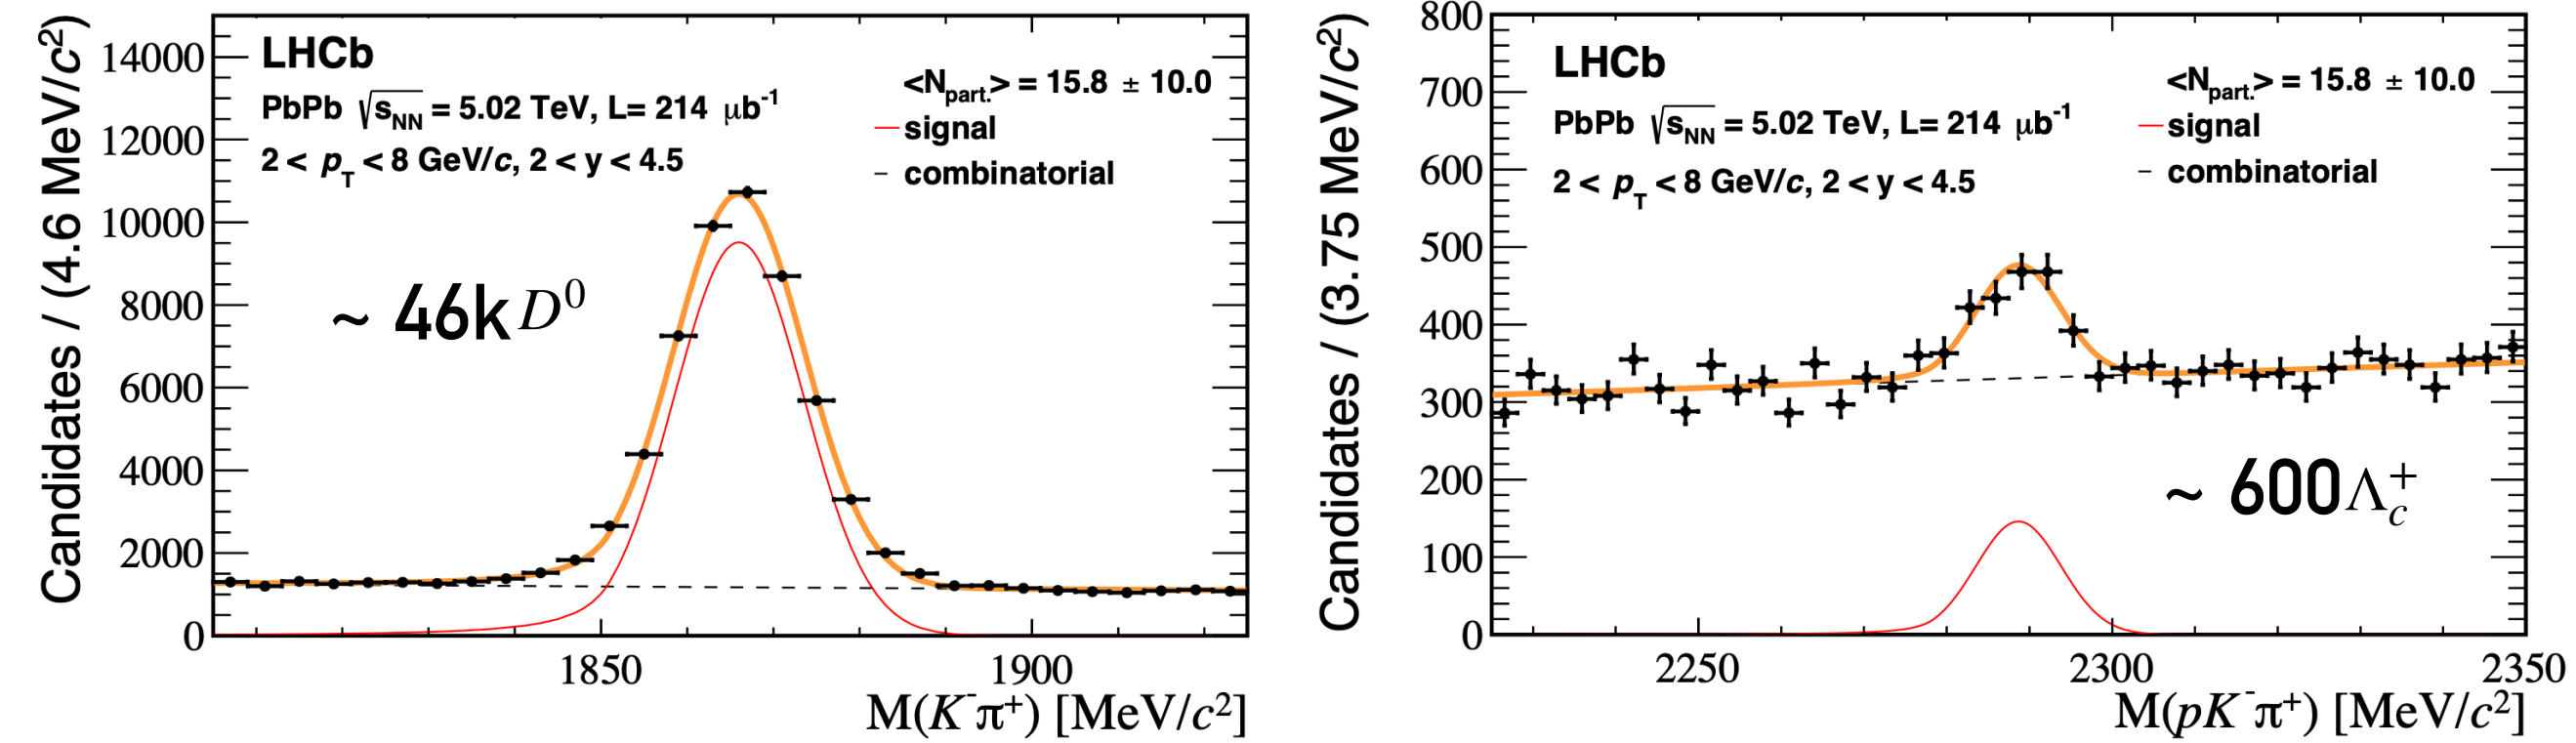 Candidates / (4.6 MeV/c²)
14000
12000
10000
8000
6000
4000
2000
0
LHCb
PbPb √sNN = 5.02 TeV, L= 214 μb⁻¹
2 < pT < 8 GeV/c, 2 < y < 4.5
<Npart.> = 15.8 ± 10.0
signal
combinatorial
~ 46k D⁰
1850 1900
M(K⁻π⁺) [MeV/c²]
Candidates / (3.75 MeV/c²)
800
700
600
500
400
300
200
100
0
LHCb
PbPb √sNN = 5.02 TeV, L= 214 μb⁻¹
2 < pT < 8 GeV/c, 2 < y < 4.5
<Npart.> = 15.8 ± 10.0
signal
combinatorial
~ 600 Λc⁺
2250 2300 2350
M(pK⁻π⁺) [MeV/c²]